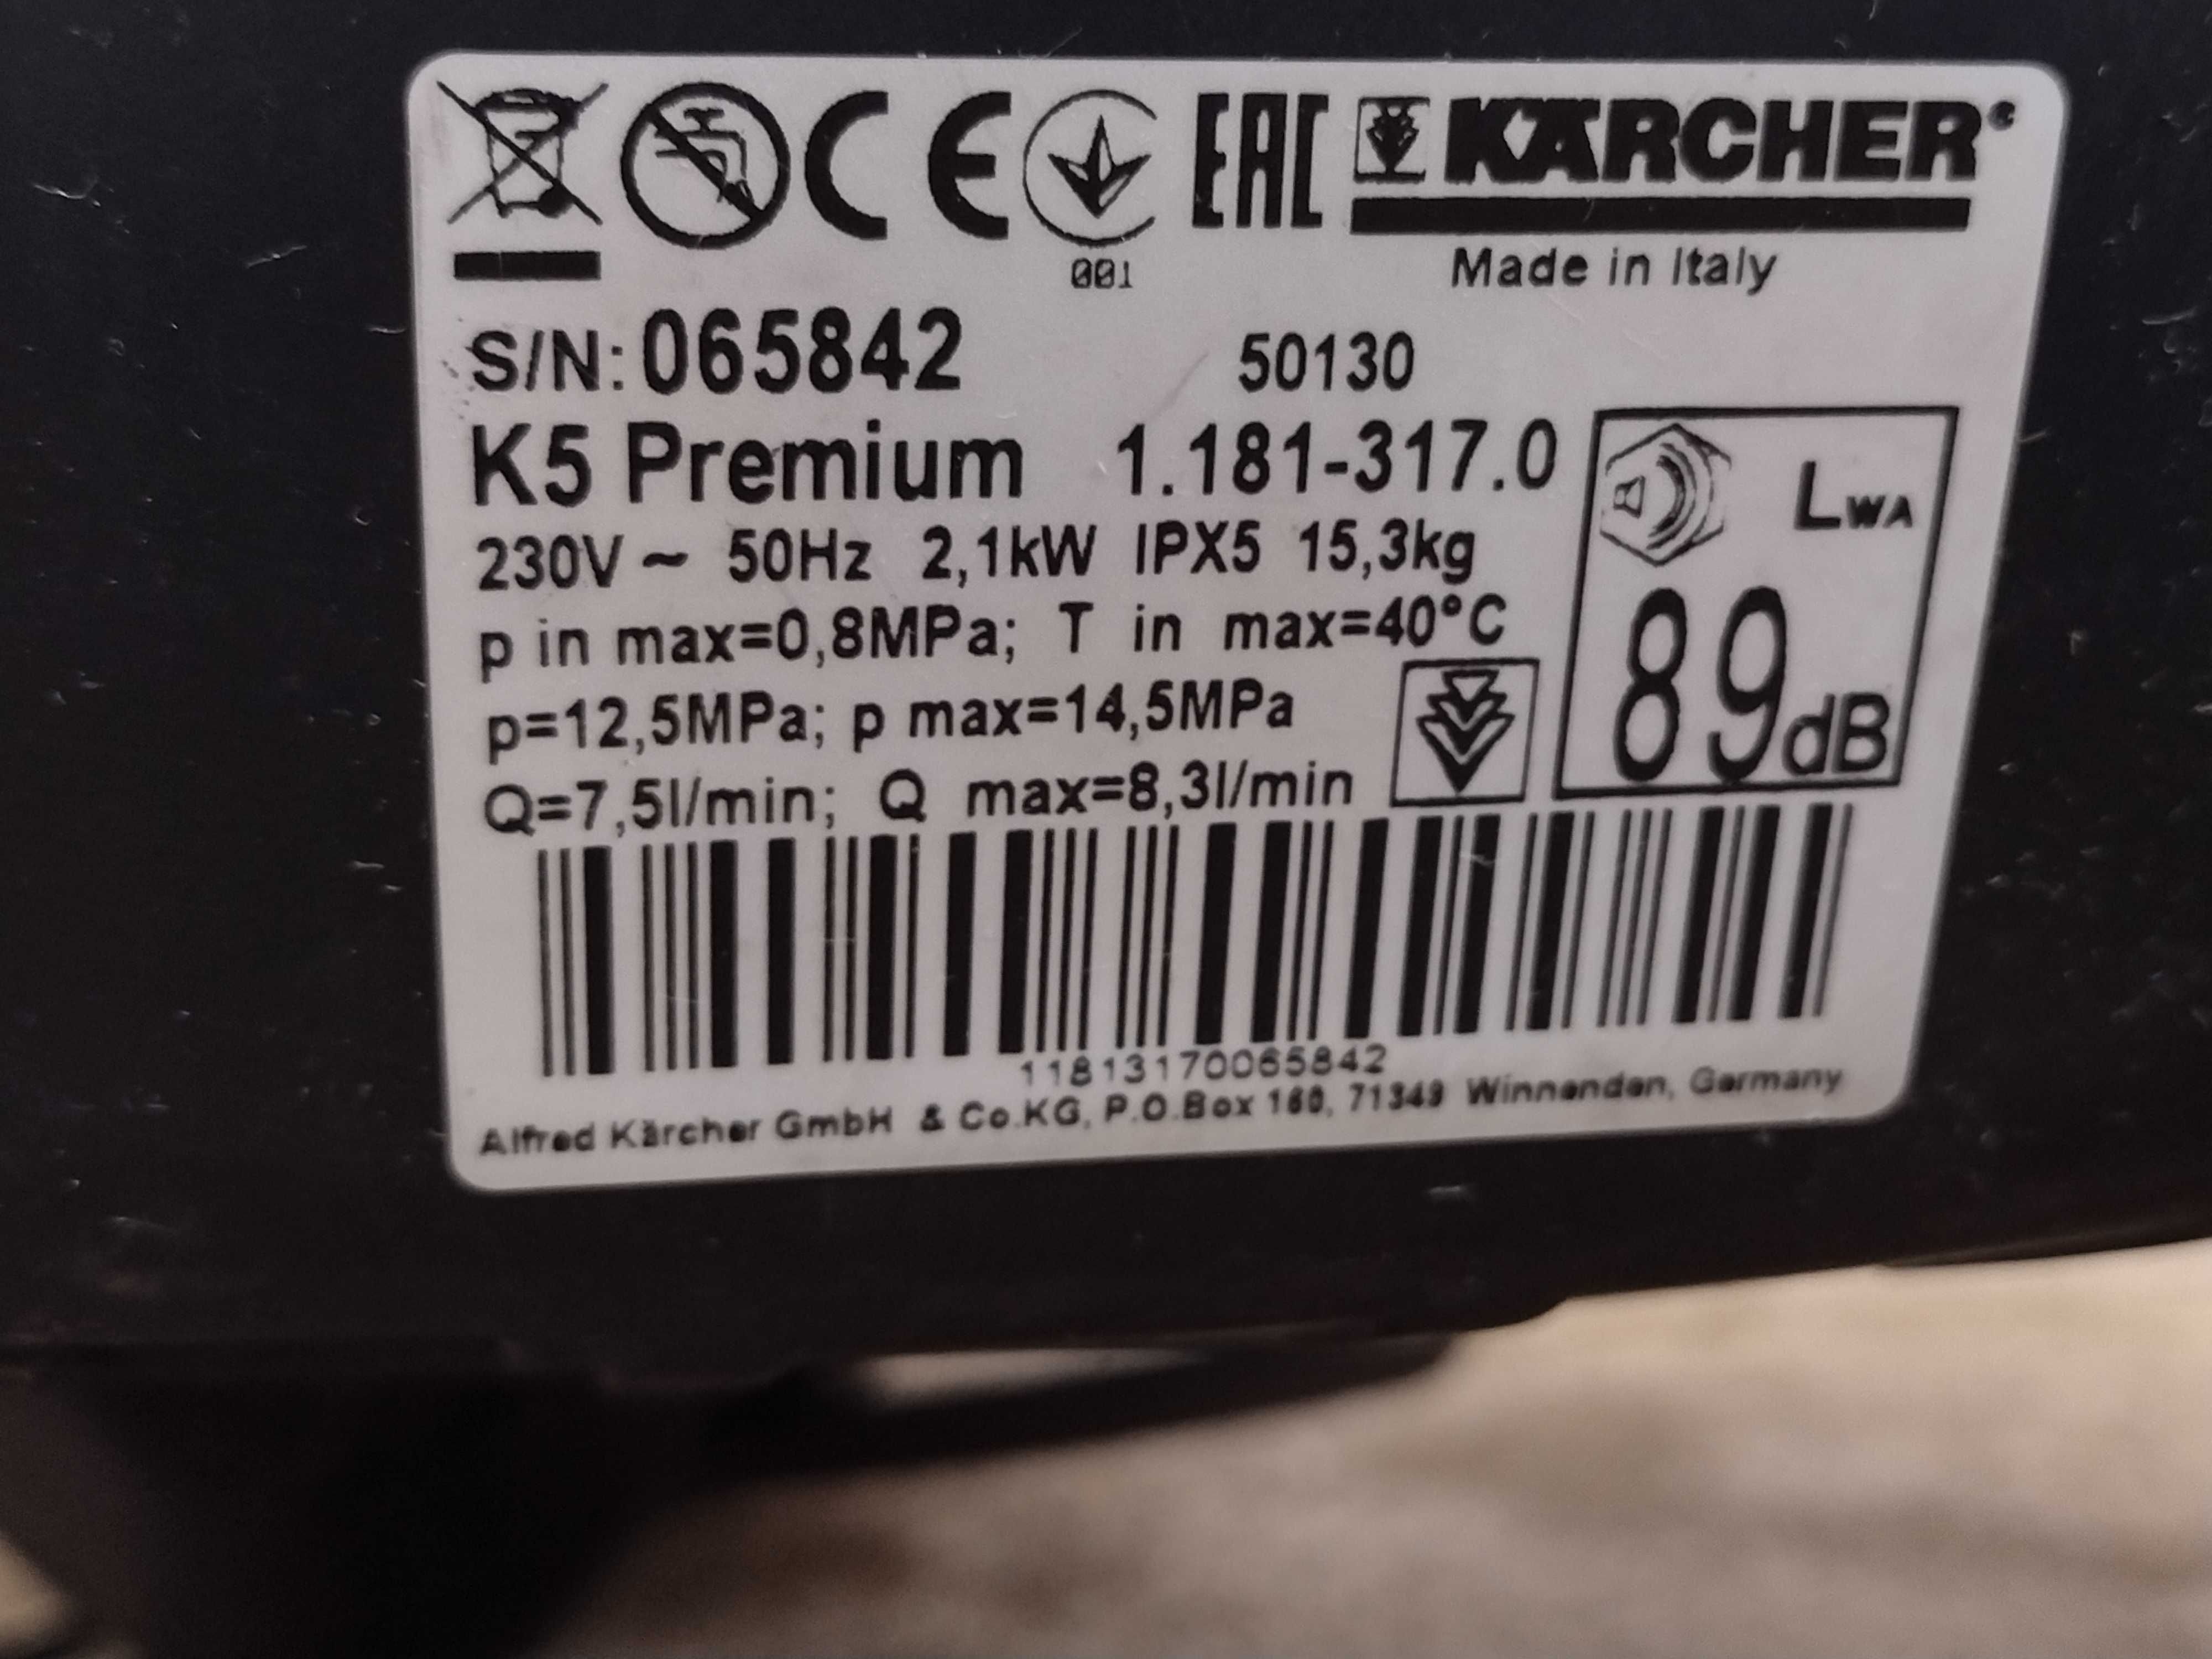 CE EAC KÄRCHER
001 Made in Italy
S/N: 065842 50130
K5 Premium 1.181-317.0
230V ~ 50Hz 2,1kW IPX5 15,3kg
LWA
p in max=0,8MPa; T in max=40°C
89dB
p=12,5MPa; p max=14,5MPa
Q=7,5l/min; Q max=8,3l/min
11813170065842
Alfred Kärcher GmbH & Co.KG, P.O.Box 160, 71349 Winnenden, Germany